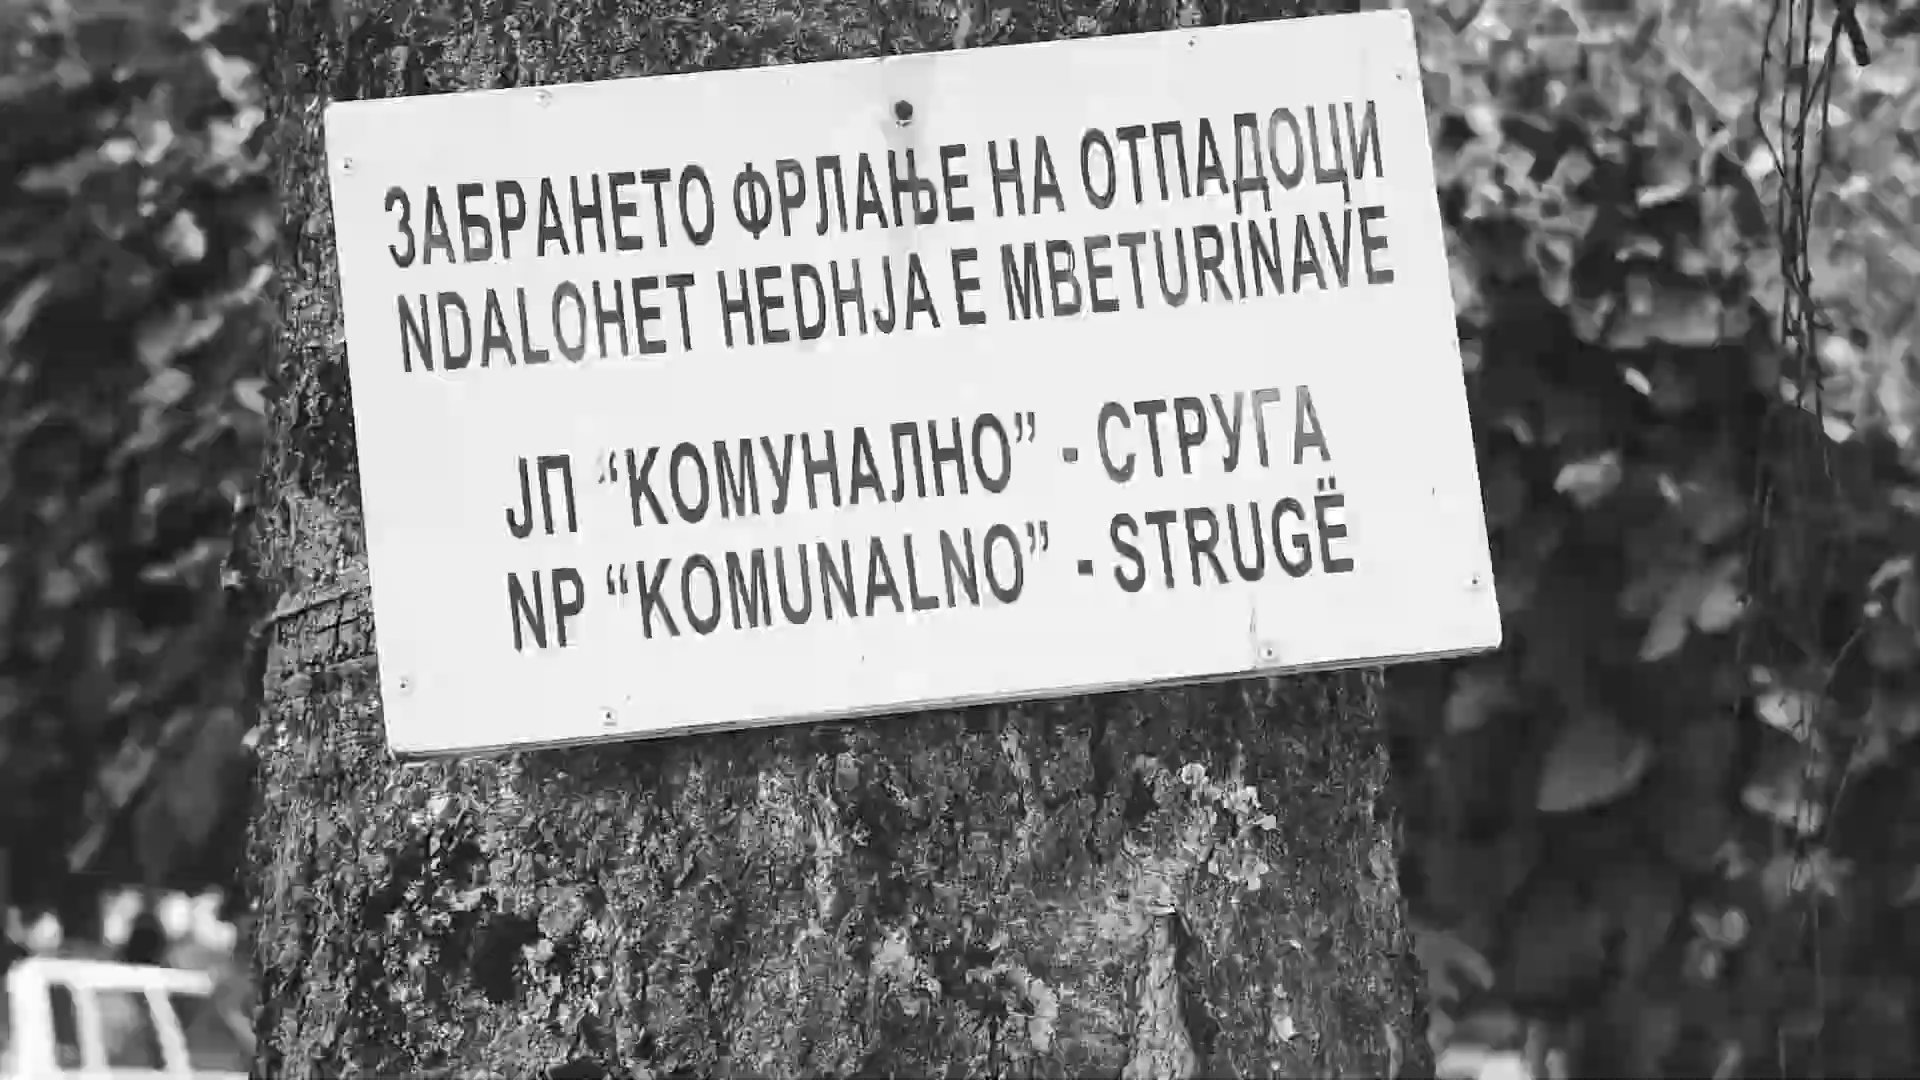 ЗАБРАНЕТО ФРЛАЊЕ НА ОТПАДОЦИ
NDALOHET HEDHJA E MBETURINAVE
ЈП “КОМУНАЛНО” - СТРУГА
NP “KOMUNALNO” - STRUGË